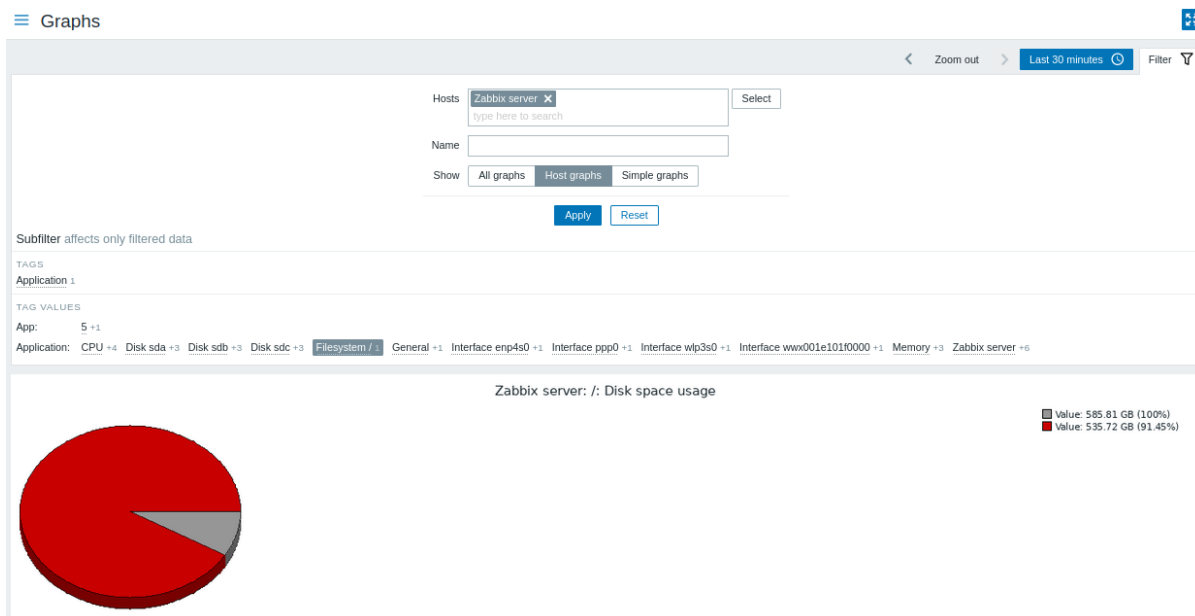 Graphs
Zoom out Last 30 minutes Filter
Hosts Zabbix server Select
type here to search
Name
Show All graphs Host graphs Simple graphs
Apply Reset
Subfilter affects only filtered data
TAGS
Application 1
TAG VALUES
App: 5 +1
Application: CPU +4 Disk sda +3 Disk sdb +3 Disk sdc +3 Filesystem / 1 General +1 Interface enp4s0 +1 Interface ppp0 +1 Interface wlp3s0 +1 Interface wwx001e101f0000 +1 Memory +3 Zabbix server +6
Zabbix server: /: Disk space usage
Value: 585.81 GB (100%)
Value: 535.72 GB (91.45%)